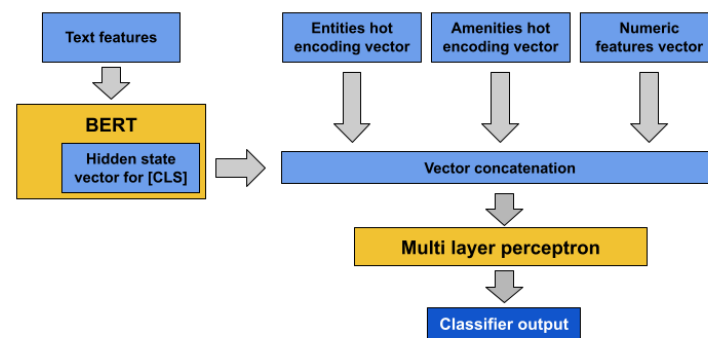 Text features
Entities hot
encoding vector
Amenities hot
encoding vector
Numeric
features vector
BERT
Hidden state
vector for [CLS]
Vector concatenation
Multi layer perceptron
Classifier output